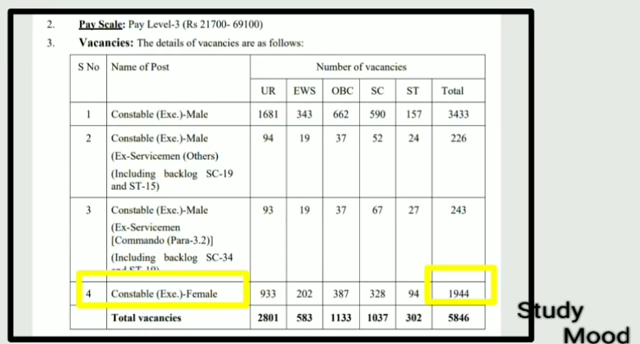 2. Pay Scale: Pay Level-3 (Rs 21700- 69100)
3. Vacancies: The details of vacancies are as follows:
S No Name of Post Number of vacancies
UR EWS OBC SC ST Total
1 Constable (Exe.)-Male 1681 343 662 590 157 3433
2 Constable (Exe.)-Male 94 19 37 52 24 226
(Ex-Servicemen (Others)
(Including backlog SC-19
and ST-15)
3 Constable (Exe.)-Male 93 19 37 67 27 243
(Ex-Servicemen
[Commando (Para-3.2)]
(Including backlog SC-34
4 Constable (Exe.)-Female 933 202 387 328 94 1944
Total vacancies 2801 583 1133 1037 302 5846
Study
Mood